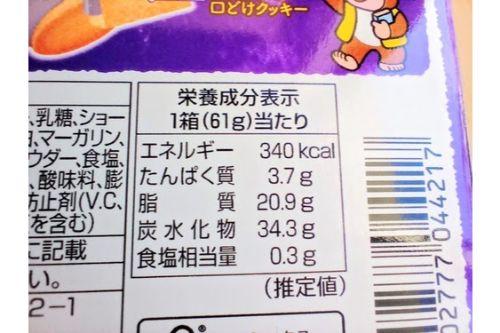 口どけクッキー
、乳糖、ショー
、マーガリン、
ウダー、食塩、
、酸味料、膨
防止剤(V.C、
を含む)
に記載
い。
2-1
栄養成分表示
1箱(61g)当たり
エネルギー 340 kcal
たんぱく質 3.7 g
脂質 20.9 g
炭水化物 34.3 g
食塩相当量 0.3 g
(推定値)
02777 044217